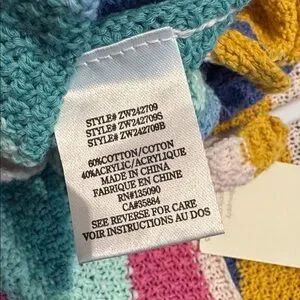 STYLE# ZW242709
STYLE# ZW242709S
STYLE# ZW242709B
60%COTTON/COTON
40%ACRYLIC/ACRYLIQUE
MADE IN CHINA
FABRIQUE EN CHINE
RN#135090
CA#35884
SEE REVERSE FOR CARE
VOIR INSTRUCTIONS AU DOS